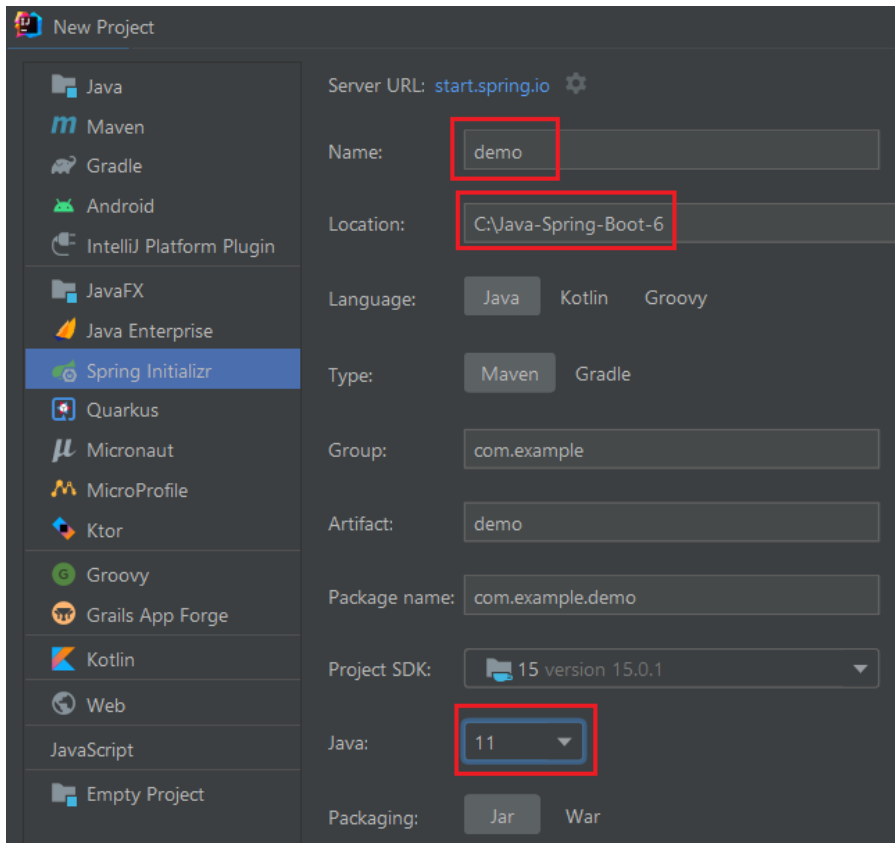 New Project
Java
Maven
Gradle
Android
IntelliJ Platform Plugin
JavaFX
Java Enterprise
Spring Initializr
Quarkus
Micronaut
MicroProfile
Ktor
Groovy
Grails App Forge
Kotlin
Web
JavaScript
Empty Project
Server URL: start.spring.io
Name: demo
Location: C:\Java-Spring-Boot-6
Language: Java Kotlin Groovy
Type: Maven Gradle
Group: com.example
Artifact: demo
Package name: com.example.demo
Project SDK: 15 version 15.0.1
Java: 11
Packaging: Jar War